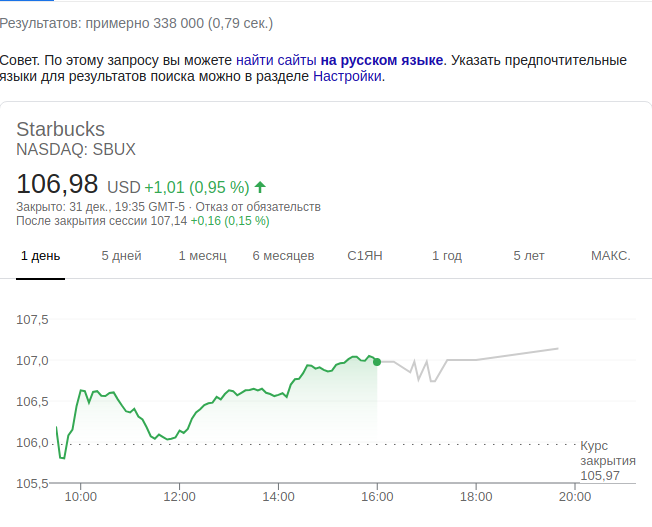 Результатов: примерно 338 000 (0,79 сек.)
Совет. По этому запросу вы можете найти сайты на русском языке. Указать предпочтительные
языки для результатов поиска можно в разделе Настройки.
Starbucks
NASDAQ: SBUX
106,98 USD +1,01 (0,95 %)
Закрыто: 31 дек., 19:35 GMT-5 · Отказ от обязательств
После закрытия сессии 107,14 +0,16 (0,15 %)
1 день 5 дней 1 месяц 6 месяцев С1ЯН 1 год 5 лет МАКС.
107,5
107,0
106,5
106,0
Курс
закрытия
105,97
105,5
10:00 12:00 14:00 16:00 18:00 20:00